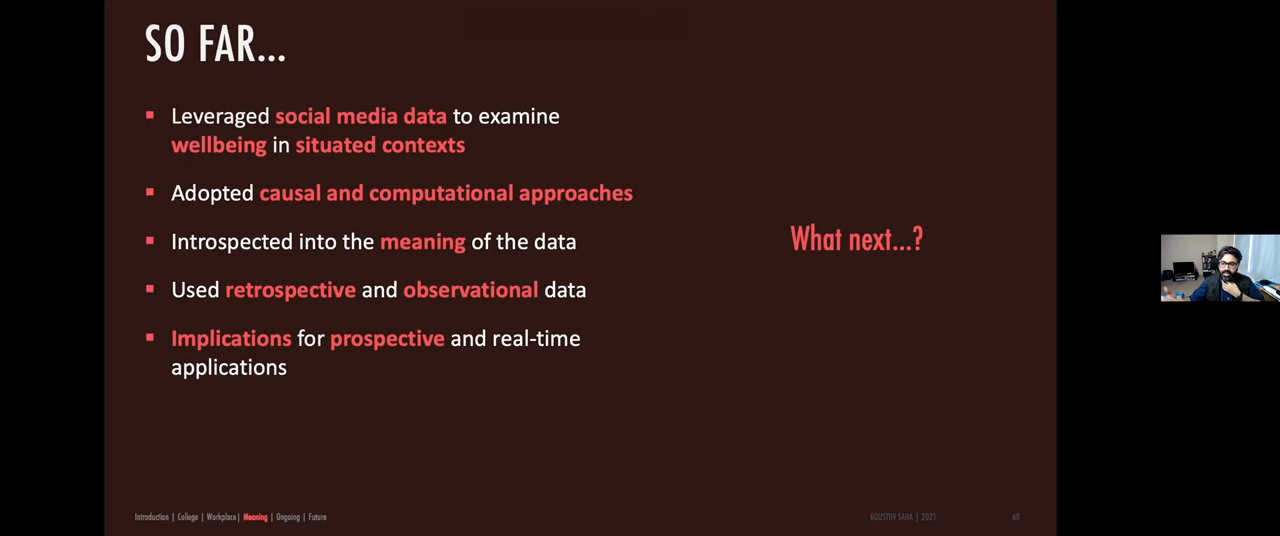 SO FAR...
▪ Leveraged social media data to examine
wellbeing in situated contexts
▪ Adopted causal and computational approaches
▪ Introspected into the meaning of the data
▪ Used retrospective and observational data
▪ Implications for prospective and real-time
applications
What next...?
Introduction | College | Workplace | Meaning | Ongoing | Future
KOUSTUV SAHA | 2021
68